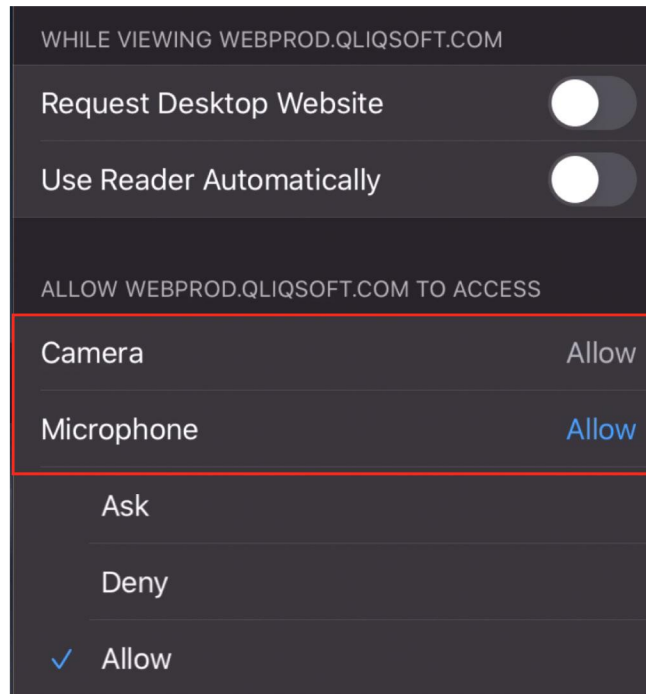 WHILE VIEWING WEBPROD.QLIQSOFT.COM
Request Desktop Website
Use Reader Automatically
ALLOW WEBPROD.QLIQSOFT.COM TO ACCESS
Camera Allow
Microphone Allow
Ask
Deny
Allow